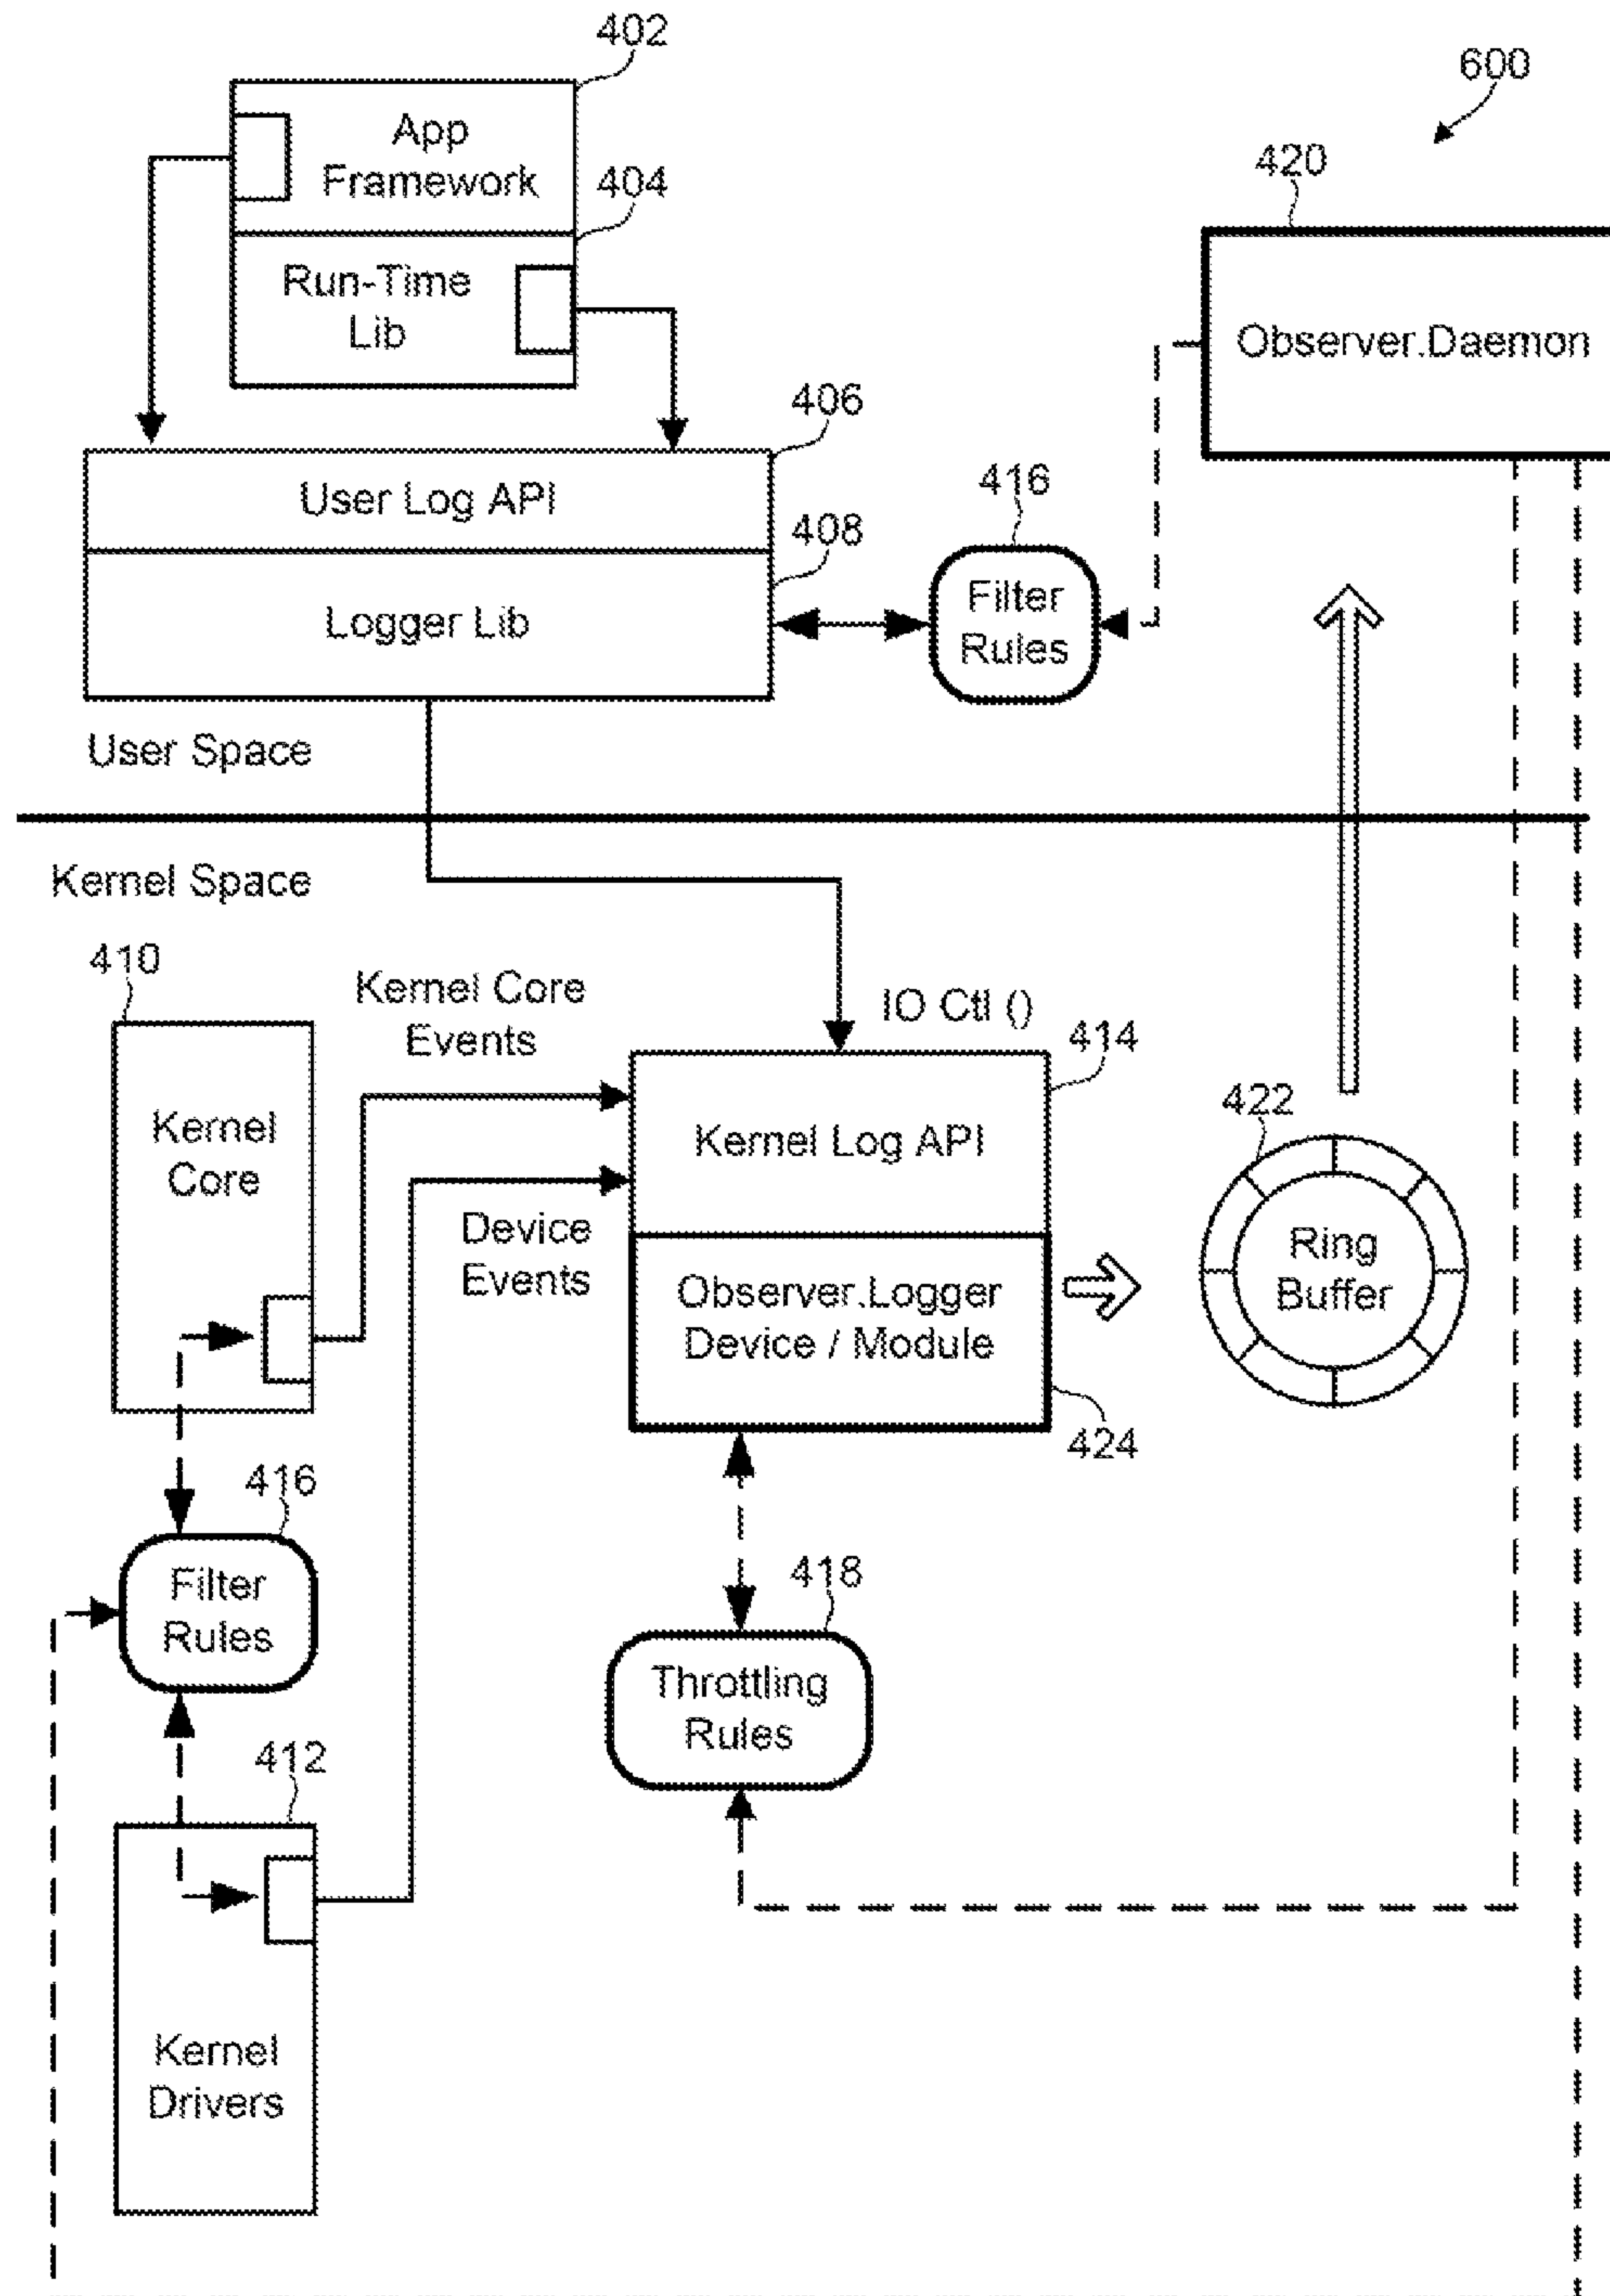 402
600
App
Framework
404
420
Run-Time
Lib
Observer.Daemon
406
User Log API
416
408
Filter
Rules
Logger Lib
User Space
Kernel Space
410
Kernel Core
Events
IO Ctl ()
414
Kernel
Core
Kernel Log API
422
Device
Events
Observer.Logger
Device / Module
Ring
Buffer
424
416
Filter
Rules
418
Throttling
Rules
412
Kernel
Drivers